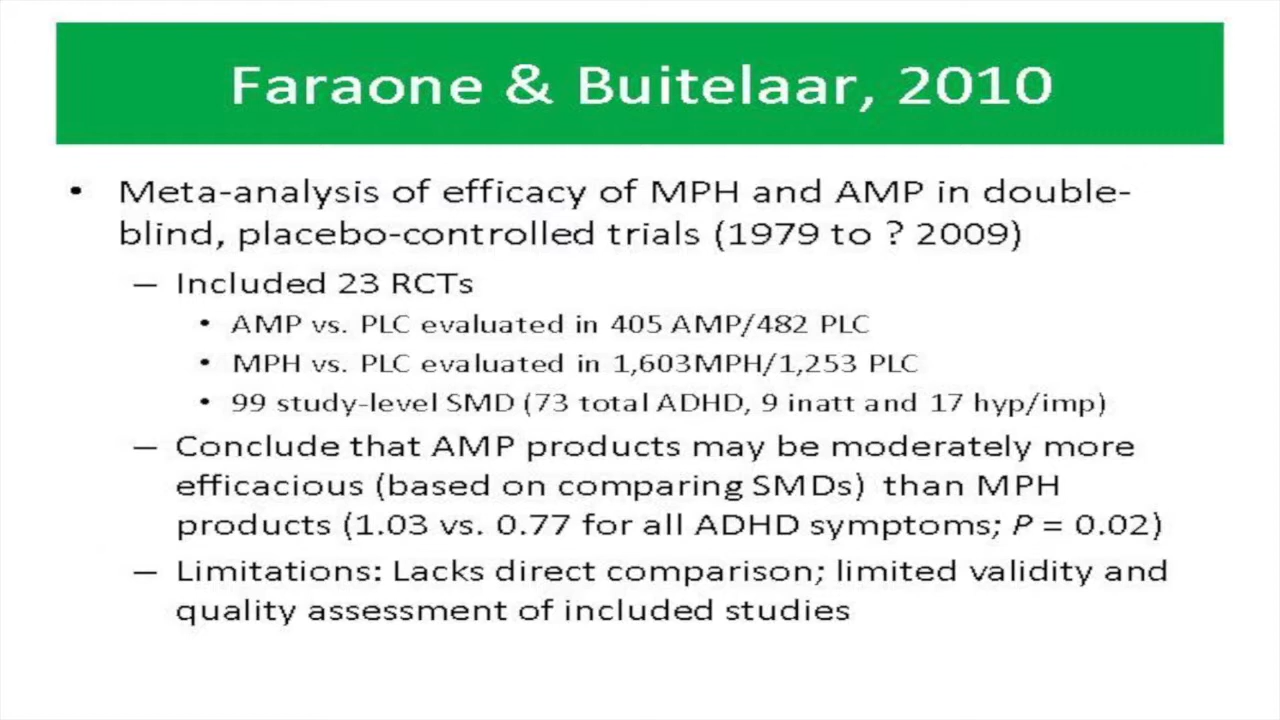 Faraone & Buitelaar, 2010
• Meta-analysis of efficacy of MPH and AMP in double-
blind, placebo-controlled trials (1979 to ? 2009)
– Included 23 RCTs
• AMP vs. PLC evaluated in 405 AMP/482 PLC
• MPH vs. PLC evaluated in 1,603MPH/1,253 PLC
• 99 study-level SMD (73 total ADHD, 9 inatt and 17 hyp/imp)
– Conclude that AMP products may be moderately more
efficacious (based on comparing SMDs) than MPH
products (1.03 vs. 0.77 for all ADHD symptoms; P = 0.02)
– Limitations: Lacks direct comparison; limited validity and
quality assessment of included studies